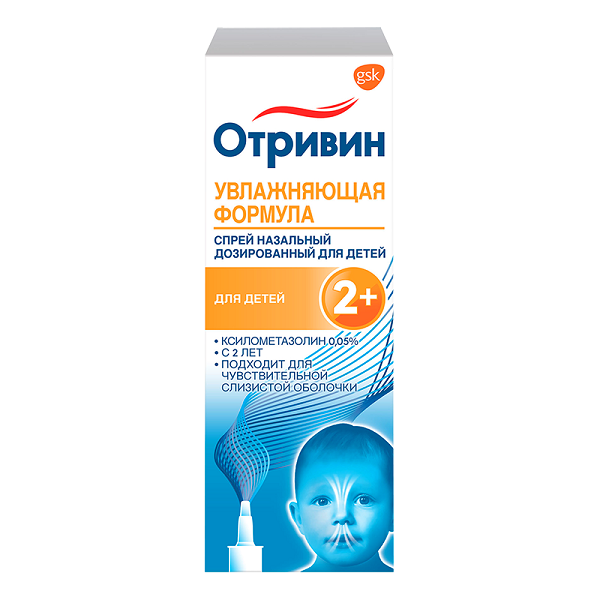 gsk
Отривин
УВЛАЖНЯЮЩАЯ
ФОРМУЛА
СПРЕЙ НАЗАЛЬНЫЙ
ДОЗИРОВАННЫЙ ДЛЯ ДЕТЕЙ
ДЛЯ ДЕТЕЙ 2+
• КСИЛОМЕТАЗОЛИН 0,05%
• С 2 ЛЕТ
• ПОДХОДИТ ДЛЯ
ЧУВСТВИТЕЛЬНОЙ
СЛИЗИСТОЙ ОБОЛОЧКИ